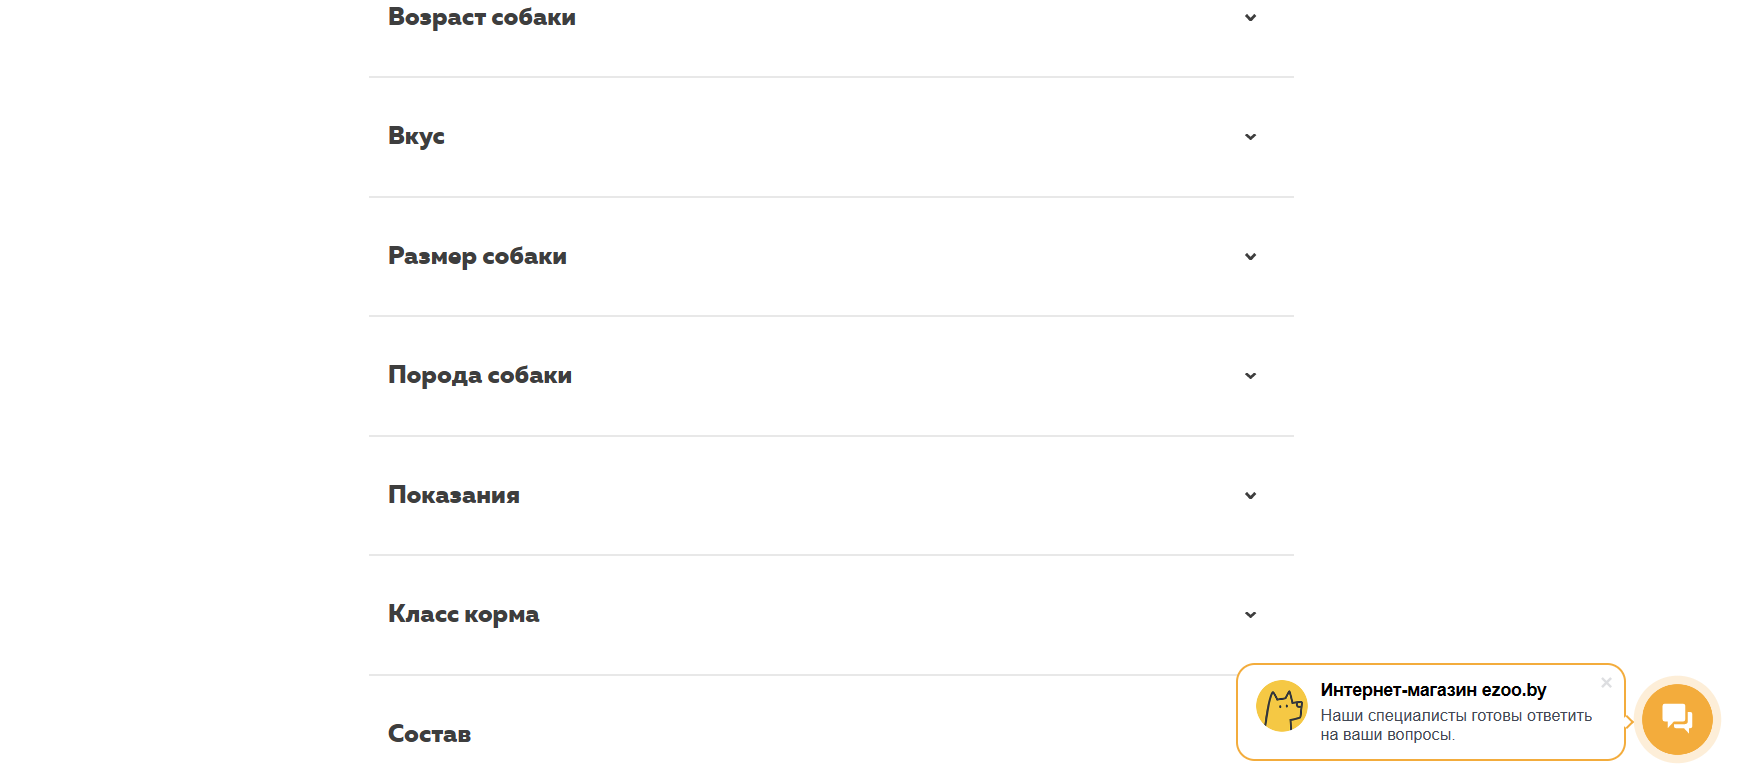 Возраст собаки
Вкус
Размер собаки
Порода собаки
Показания
Класс корма
Состав
Интернет-магазин ezoo.by
Наши специалисты готовы ответить
на ваши вопросы.